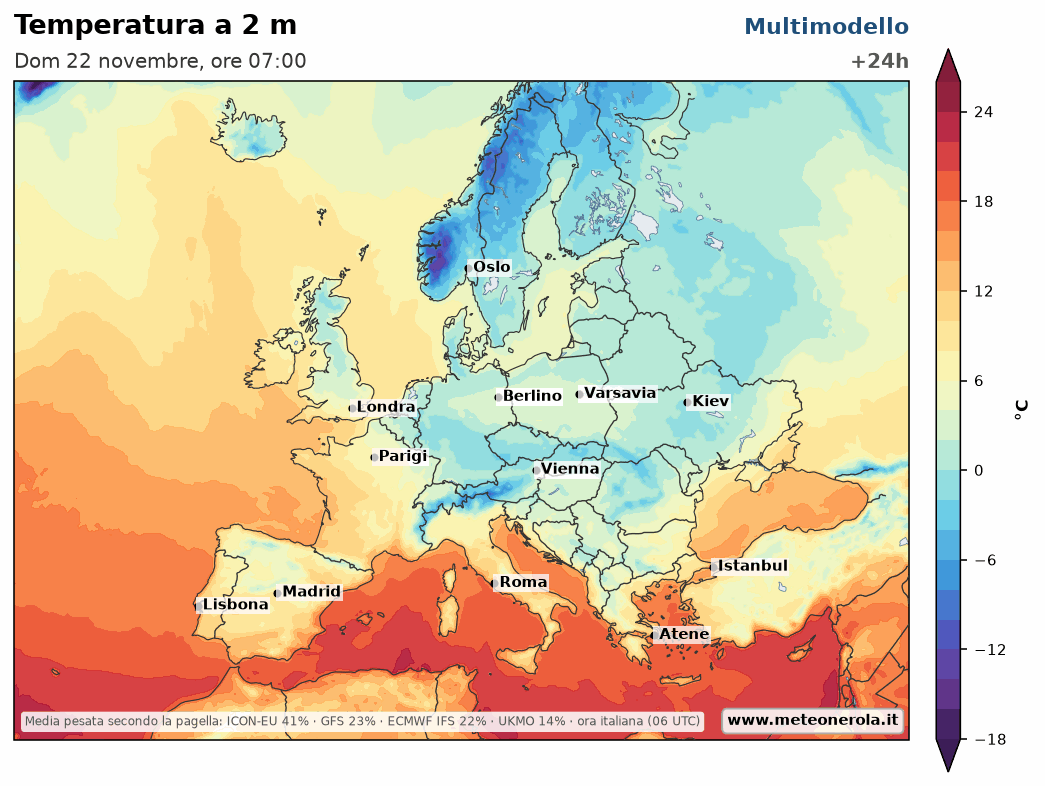 Temperatura a 2 m
Multimodello
Dom 22 novembre, ore 07:00
+24h
24
18
12
6
0
−6
−12
−18
°C
Oslo
Berlino
Varsavia
Kiev
Londra
Parigi
Vienna
Istanbul
Roma
Madrid
Lisbona
Atene
Media pesata secondo la pagella: ICON-EU 41% · GFS 23% · ECMWF IFS 22% · UKMO 14% · ora italiana (06 UTC)
www.meteonerola.it